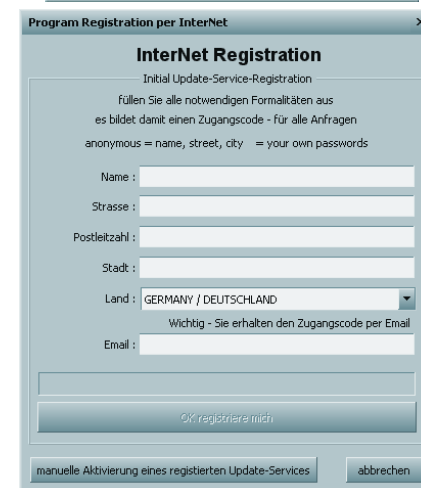 Program Registration per InterNet
InterNet Registration
Initial Update-Service-Registration
füllen Sie alle notwendigen Formalitäten aus
es bildet damit einen Zugangscode - für alle Anfragen
anonymous = name, street, city = your own passwords
Name :
Strasse :
Postleitzahl :
Stadt :
Land : GERMANY / DEUTSCHLAND
Wichtig - Sie erhalten den Zugangscode per Email
Email :
OK registriere mich
manuelle Aktivierung eines registrierten Update-Services abbrechen